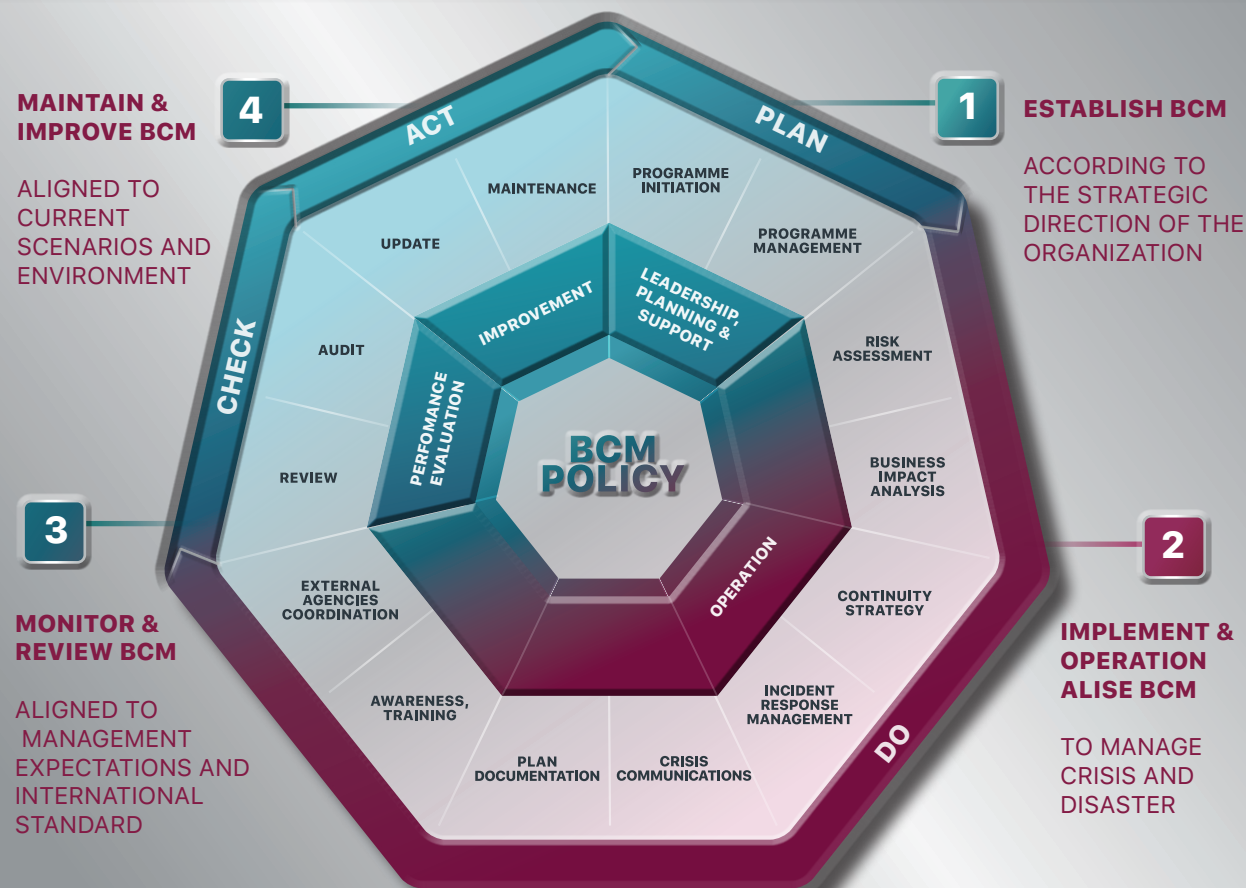 MAINTAIN &
IMPROVE BCM
4
ALIGNED TO
CURRENT
SCENARIOS AND
ENVIRONMENT
1
ESTABLISH BCM
ACCORDING TO
THE STRATEGIC
DIRECTION OF THE
ORGANIZATION
ACT
PLAN
CHECK
DO
MAINTENANCE
PROGRAMME
INITIATION
UPDATE
PROGRAMME
MANAGEMENT
AUDIT
RISK
ASSESSMENT
REVIEW
BUSINESS
IMPACT
ANALYSIS
EXTERNAL
AGENCIES
COORDINATION
CONTINUITY
STRATEGY
AWARENESS,
TRAINING
INCIDENT
RESPONSE
MANAGEMENT
PLAN
DOCUMENTATION
CRISIS
COMMUNICATIONS
IMPROVEMENT
LEADERSHIP,
PLANNING &
SUPPORT
PERFOMANCE
EVALUATION
OPERATION
BCM
POLICY
3
MONITOR &
REVIEW BCM
ALIGNED TO
MANAGEMENT
EXPECTATIONS AND
INTERNATIONAL
STANDARD
2
IMPLEMENT &
OPERATION
ALISE BCM
TO MANAGE
CRISIS AND
DISASTER